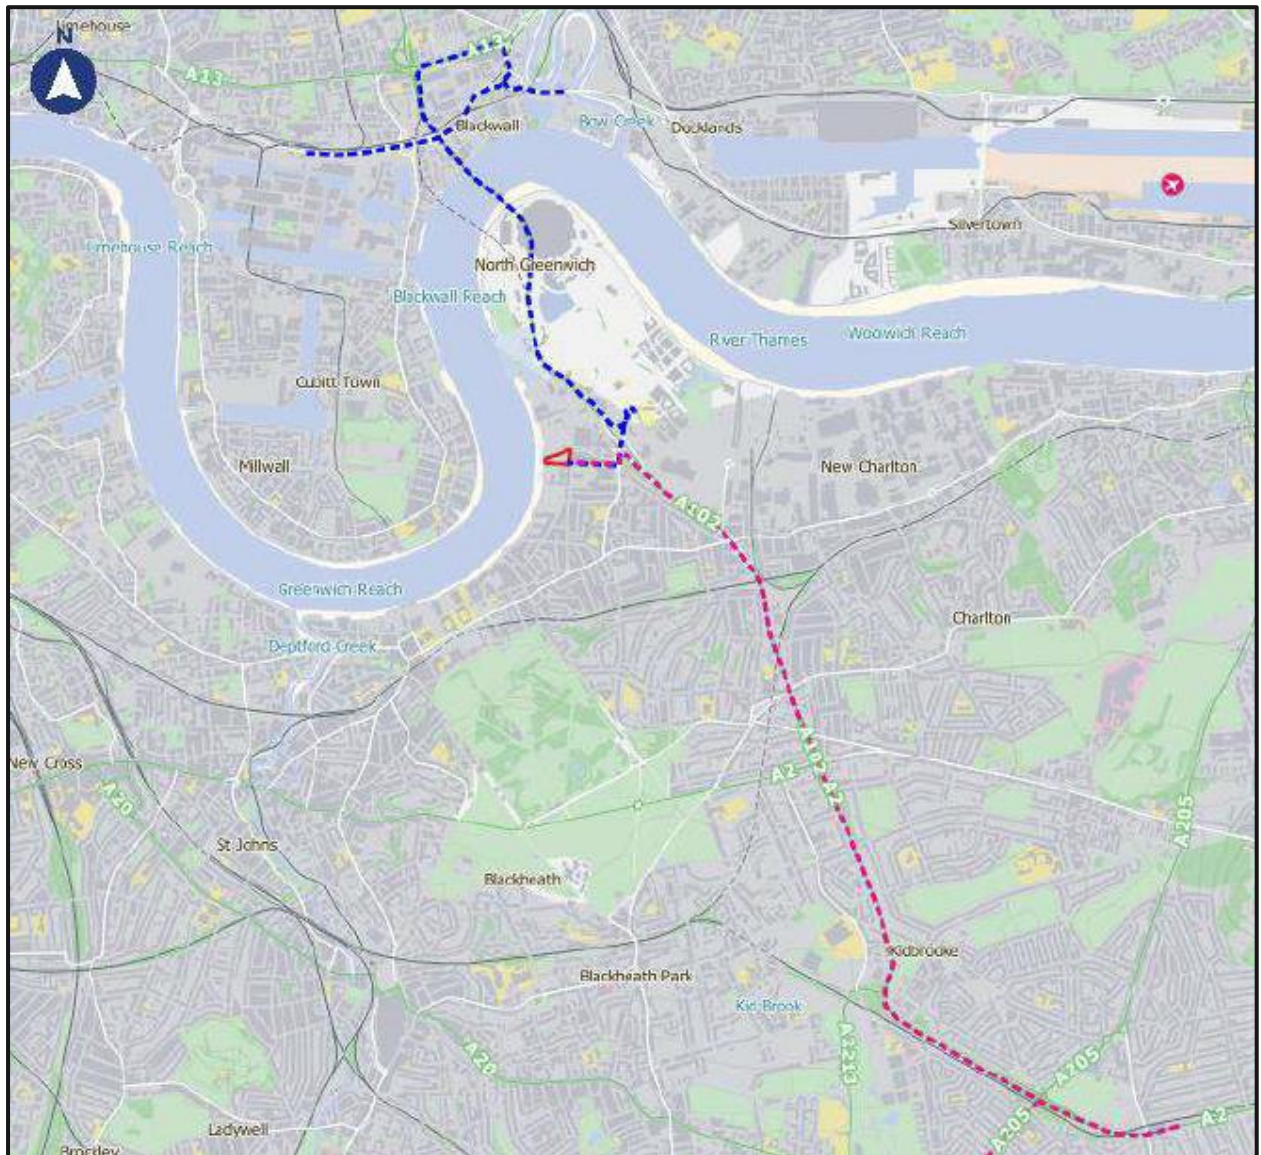 Limehouse
N
A13
A13
Blackwall
Bow Creek
Docklands
Silvertown
Limehouse Reach
North Greenwich
Blackwall Reach
River Thames
Woolwich Reach
Cubitt Town
Millwall
New Charlton
A102
Greenwich Reach
Charlton
Deptford Creek
New Cross
A102 A2
A2
A20
A205
St Johns
Blackheath
Kidbrooke
Blackheath Park
Kid Brook
A2213
A20
A205
A205
A2
Ladywell
Brockley